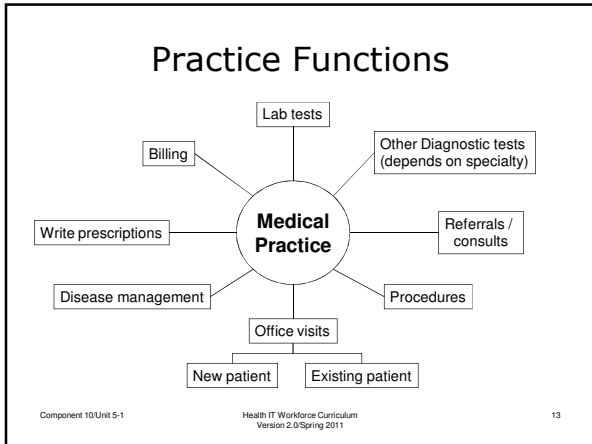 Practice Functions
Lab tests
Billing
Other Diagnostic tests
(depends on specialty)
Medical
Practice
Write prescriptions
Referrals /
consults
Disease management
Procedures
Office visits
New patient
Existing patient
Component 10/Unit 5-1
Health IT Workforce Curriculum
Version 2.0/Spring 2011
13